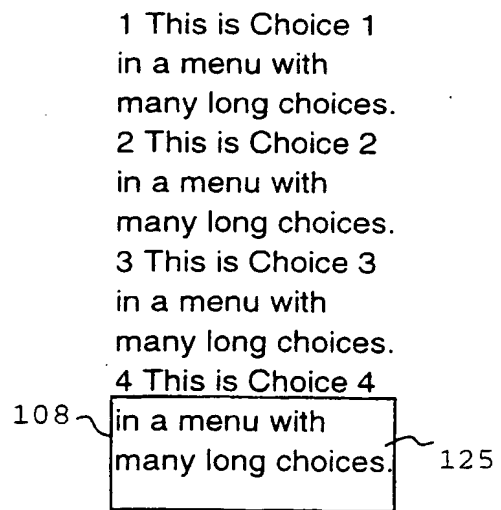 1 This is Choice 1
in a menu with
many long choices.
2 This is Choice 2
in a menu with
many long choices.
3 This is Choice 3
in a menu with
many long choices.
4 This is Choice 4
108 in a menu with
many long choices. 125